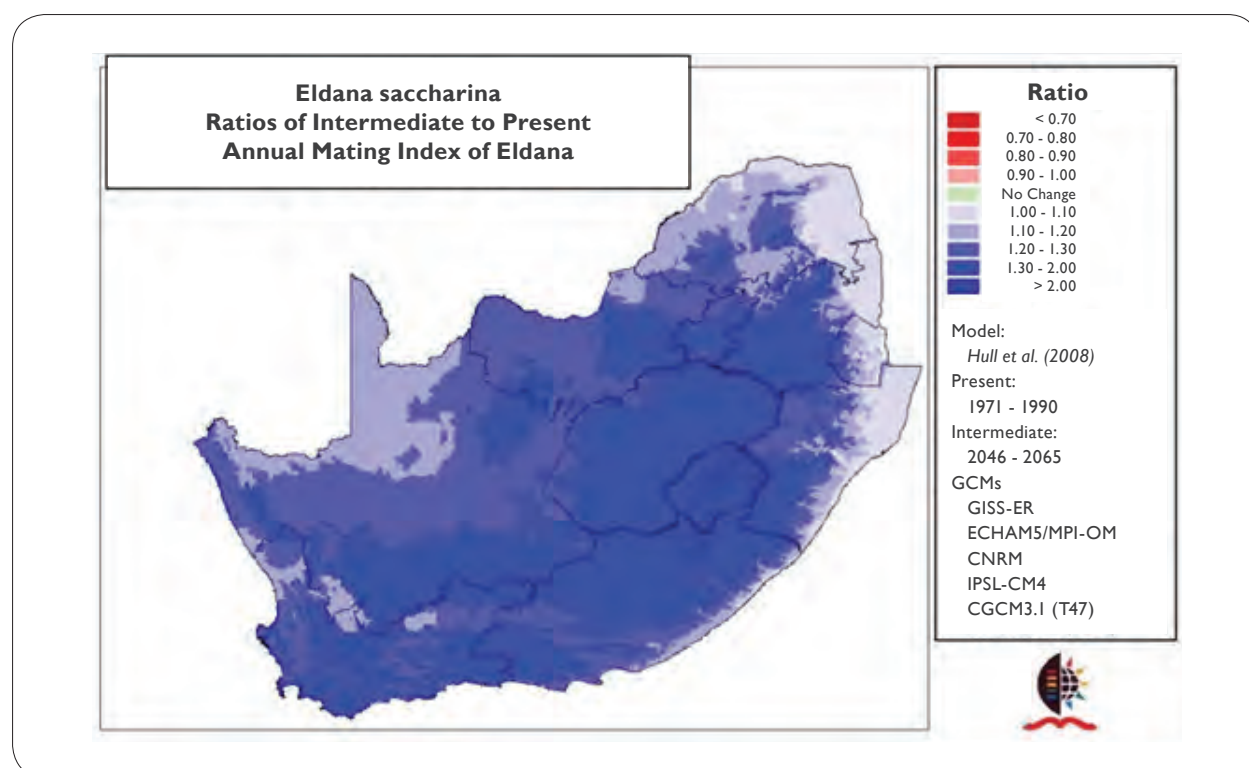 Eldana saccharina
Ratios of Intermediate to Present
Annual Mating Index of Eldana
Ratio
< 0.70
0.70 - 0.80
0.80 - 0.90
0.90 - 1.00
No Change
1.00 - 1.10
1.10 - 1.20
1.20 - 1.30
1.30 - 2.00
> 2.00
Model:
Hull et al. (2008)
Present:
1971 - 1990
Intermediate:
2046 - 2065
GCMs
GISS-ER
ECHAM5/MPI-OM
CNRM
IPSL-CM4
CGCM3.1 (T47)